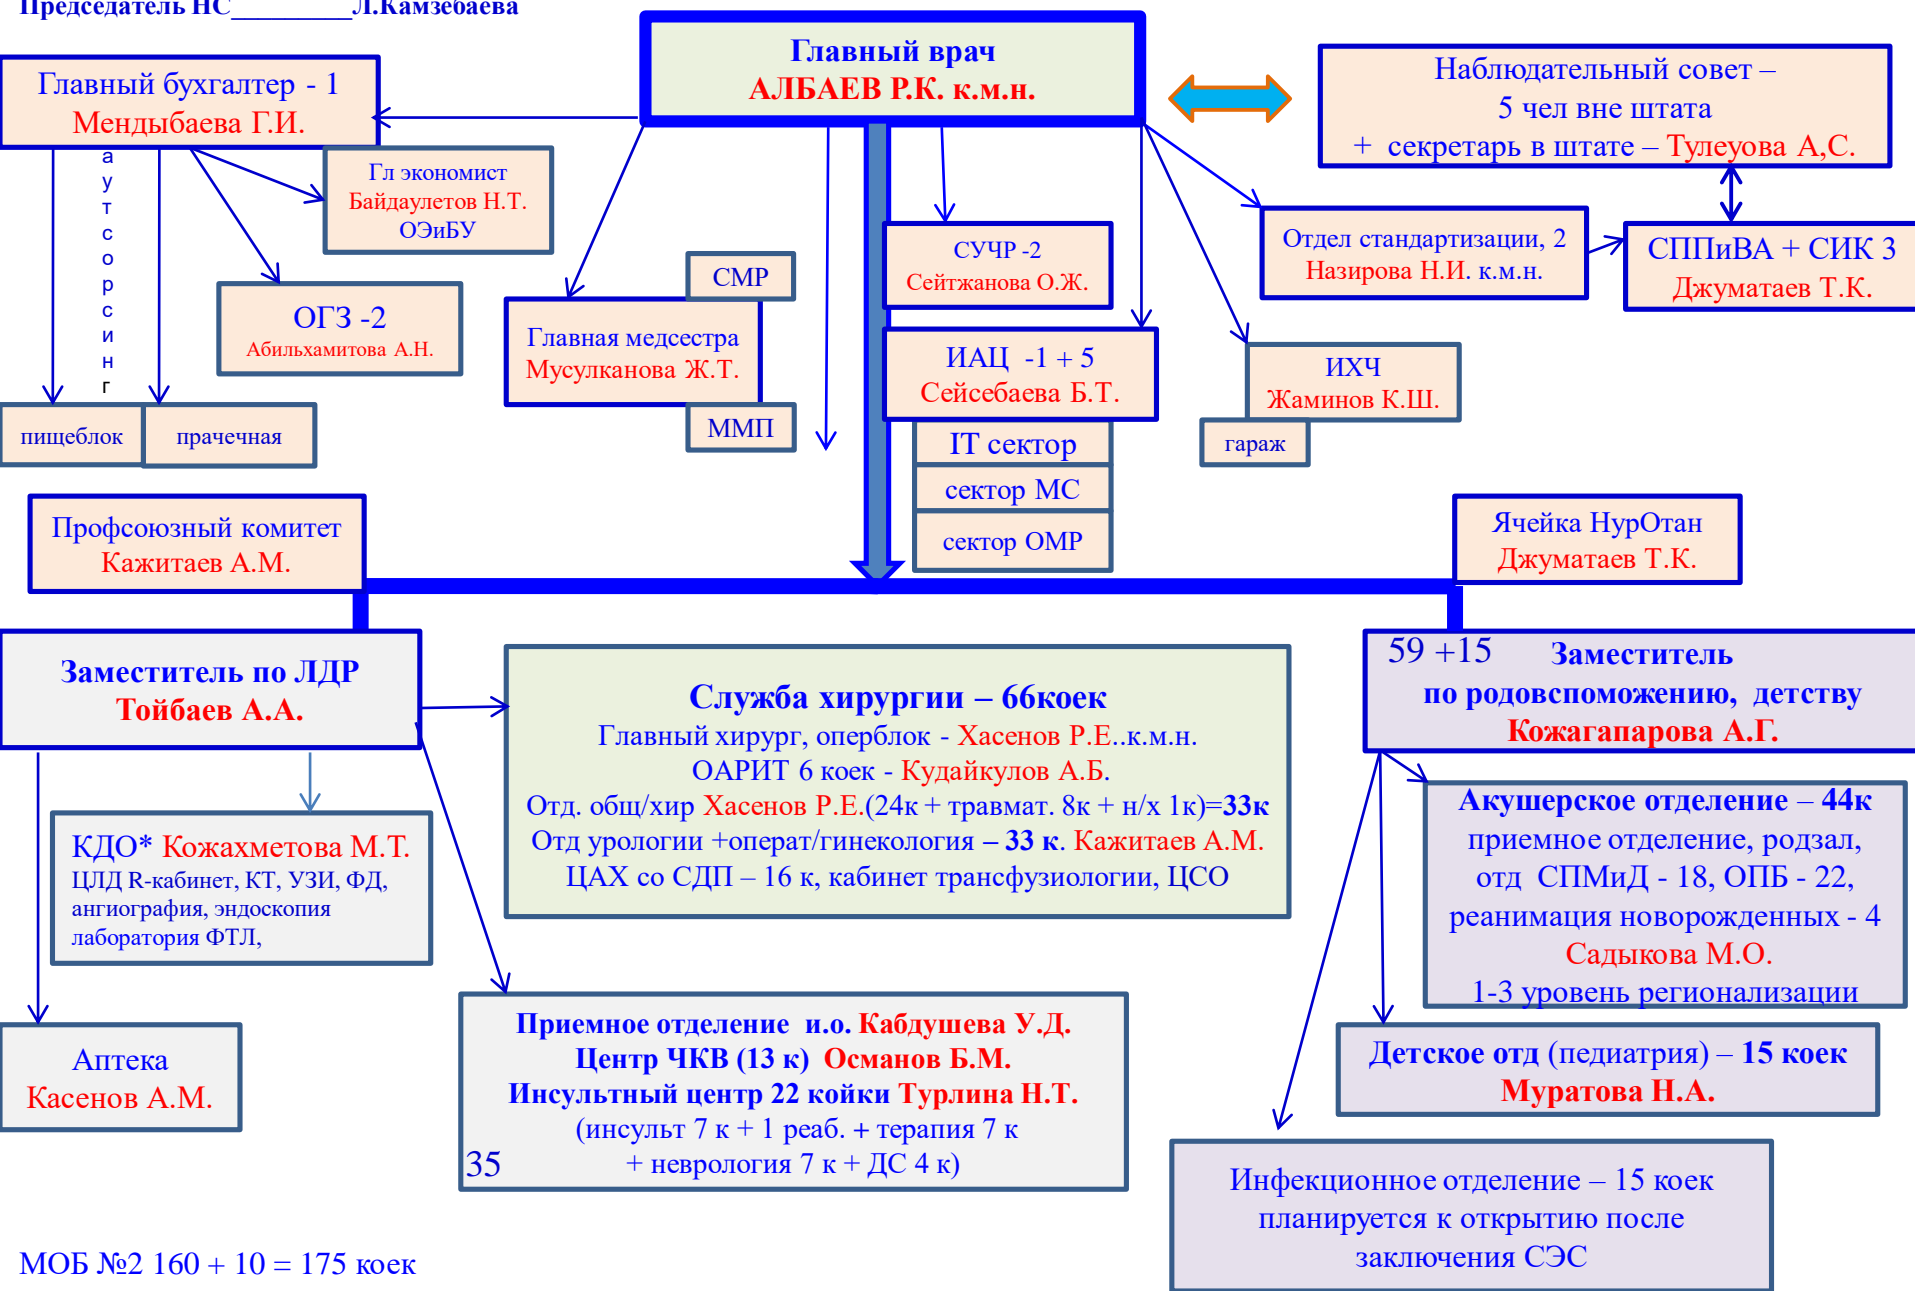 Председатель НС_________Л.Камзебаева
Главный врач
АЛБАЕВ Р.К. к.м.н.
Главный бухгалтер - 1
Мендыбаева Г.И.
Наблюдательный совет –
5 чел вне штата
+ секретарь в штате – Тулеуова А,С.
аутсорсинг
Гл экономист
Байдаулетов Н.Т.
ОЭиБУ
ОГЗ -2
Абильхамитова А.Н.
пищеблок
прачечная
СМР
Главная медсестра
Мусулканова Ж.Т.
ММП
СУЧР -2
Сейтжанова О.Ж.
ИАЦ -1 + 5
Сейсебаева Б.Т.
IT сектор
сектор МС
сектор ОМР
Отдел стандартизации, 2
Назирова Н.И. к.м.н.
СППиВА + СИК 3
Джуматаев Т.К.
ИХЧ
Жаминов К.Ш.
гараж
Профсоюзный комитет
Кажитаев А.М.
Ячейка НурОтан
Джуматаев Т.К.
Заместитель по ЛДР
Тойбаев А.А.
Служба хирургии – 66коек
Главный хирург, оперблок - Хасенов Р.Е..к.м.н.
ОАРИТ 6 коек - Кудайкулов А.Б.
Отд. общ/хир Хасенов Р.Е.(24к + травмат. 8к + н/х 1к)=33к
Отд урологии +операт/гинекология – 33 к. Кажитаев А.М.
ЦАХ со СДП – 16 к, кабинет трансфузиологии, ЦСО
59 +15 Заместитель
по родовспоможению, детству
Кожагапарова А.Г.
КДО* Кожахметова М.Т.
ЦЛД R-кабинет, КТ, УЗИ, ФД,
ангиография, эндоскопия
лаборатория ФТЛ,
Акушерское отделение – 44к
приемное отделение, родзал,
отд СПМиД - 18, ОПБ - 22,
реанимация новорожденных - 4
Садыкова М.О.
1-3 уровень регионализации
Аптека
Касенов А.М.
Приемное отделение и.о. Кабдушева У.Д.
Центр ЧКВ (13 к) Османов Б.М.
Инсультный центр 22 койки Турлина Н.Т.
(инсульт 7 к + 1 реаб. + терапия 7 к
35 + неврология 7 к + ДС 4 к)
Детское отд (педиатрия) – 15 коек
Муратова Н.А.
Инфекционное отделение – 15 коек
планируется к открытию после
заключения СЭС
МОБ №2 160 + 10 = 175 коек